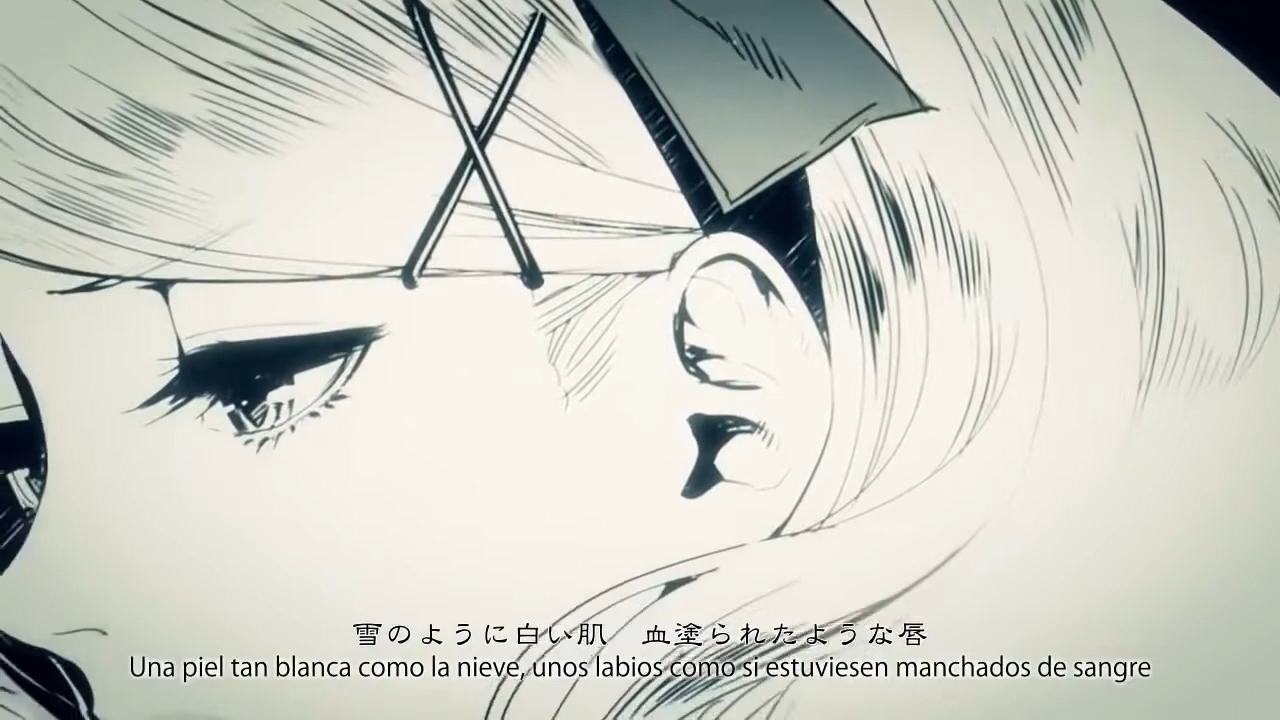 雪のように白い肌　血塗られたような唇
Una piel tan blanca como la nieve, unos labios como si estuviesen manchados de sangre